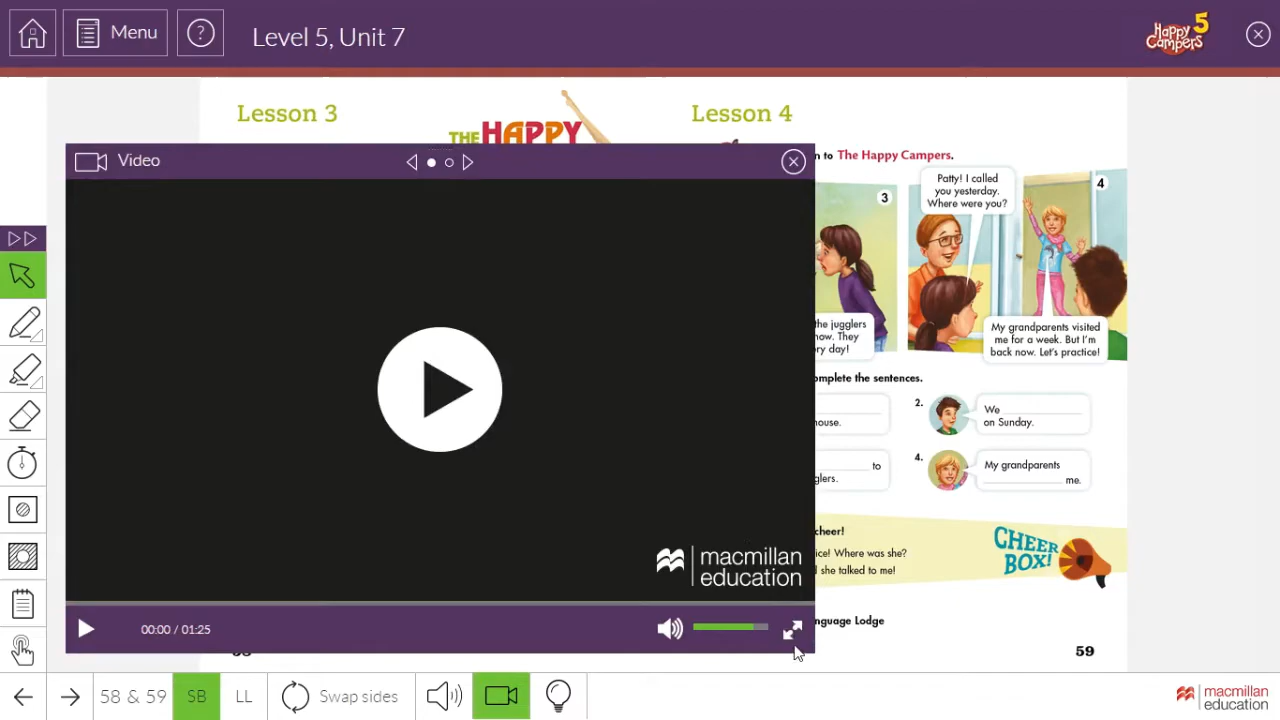 Menu
?
Level 5, Unit 7
Happy Campers 5
Lesson 3
Lesson 4
THE HAPPY
Video
n to The Happy Campers.
3
Patty! I called
you yesterday.
Where were you?
4
the jugglers
now. They
ry day!
My grandparents visited
me for a week. But I'm
back now. Let's practice!
omplete the sentences.
house.
2.
We
on Sunday.
to
glers.
4.
My grandparents
me.
cheer!
ice! Where was she?
d she talked to me!
CHEER
BOX!
macmillan
education
00:00 / 01:25
nguage Lodge
59
58 & 59
SB
LL
Swap sides
macmillan
education